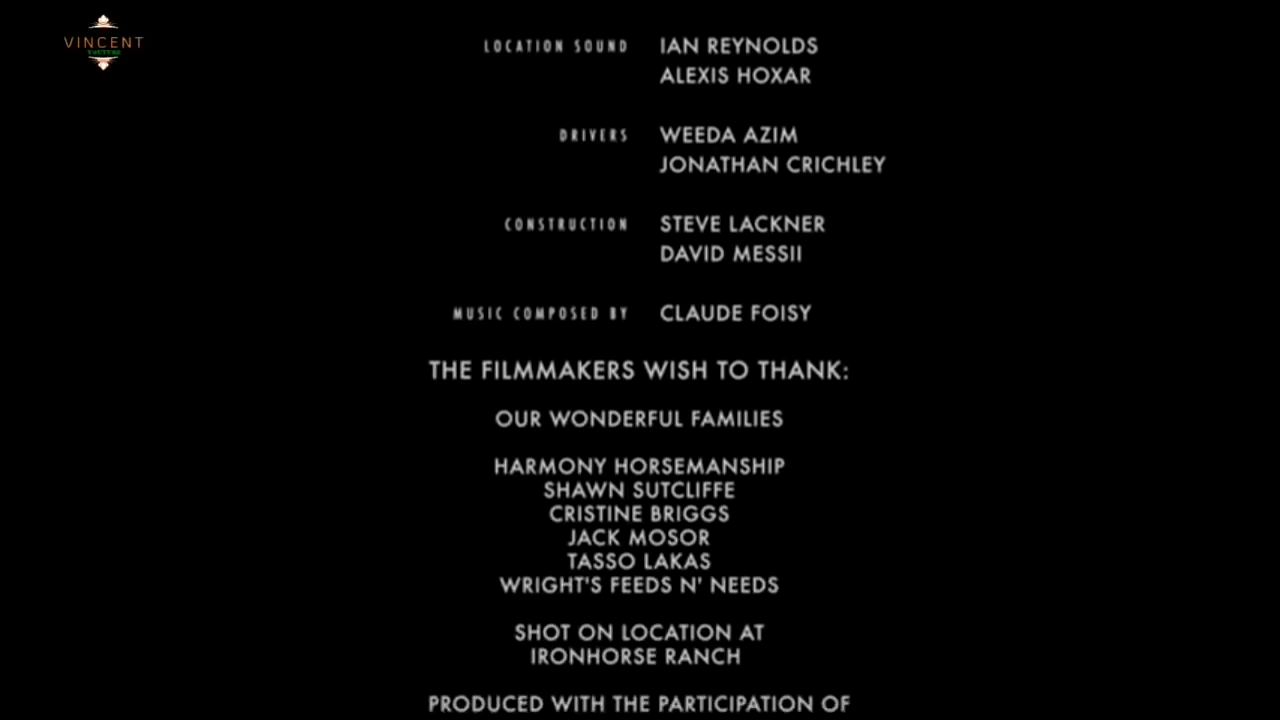 VINCENT
YOUTUBE
LOCATION SOUND IAN REYNOLDS
ALEXIS HOXAR
DRIVERS WEEDA AZIM
JONATHAN CRICHLEY
CONSTRUCTION STEVE LACKNER
DAVID MESSII
MUSIC COMPOSED BY CLAUDE FOISY
THE FILMMAKERS WISH TO THANK:
OUR WONDERFUL FAMILIES
HARMONY HORSEMANSHIP
SHAWN SUTCLIFFE
CRISTINE BRIGGS
JACK MOSOR
TASSO LAKAS
WRIGHT'S FEEDS N' NEEDS
SHOT ON LOCATION AT
IRONHORSE RANCH
PRODUCED WITH THE PARTICIPATION OF